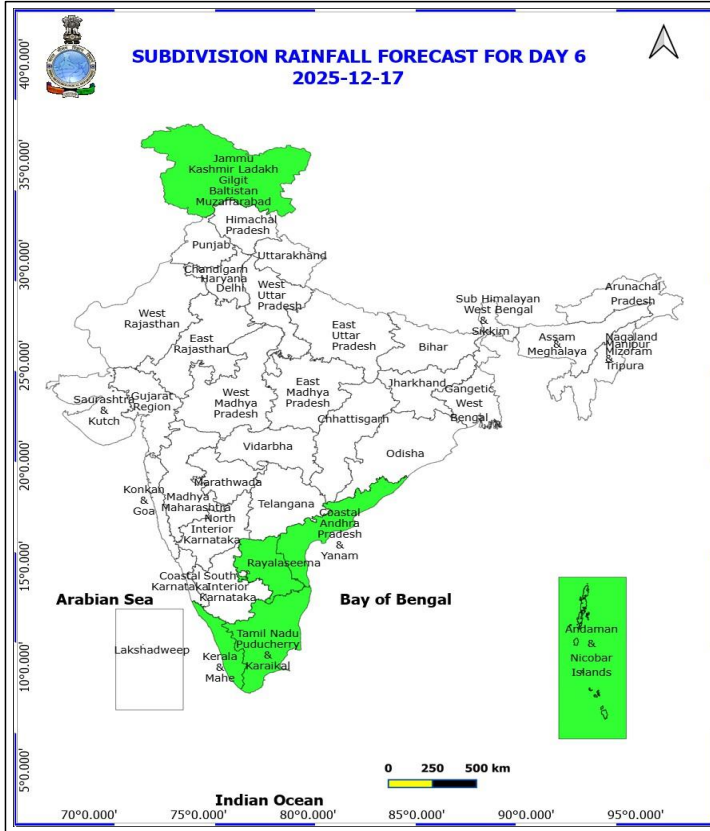 SUBDIVISION RAINFALL FORECAST FOR DAY 6
2025-12-17
40°0.000'
35°0.000'
30°0.000'
25°0.000'
20°0.000'
15°0.000'
10°0.000'
5°0.000'
Jammu
Kashmir Ladakh
Gilgit
Baltistan
Muzaffarabad
Himachal
Pradesh
Punjab
Uttarakhand
Chandigarh
Haryana
Delhi
West
Uttar
Pradesh
Arunachal
Pradesh
Sub Himalayan
West Bengal
&
Sikkim
West
Rajasthan
East
Rajasthan
East
Uttar
Pradesh
Bihar
Assam
&
Meghalaya
Nagaland
Manipur
Mizoram
&
Tripura
Saurashtra
&
Kutch
Gujarat
Region
West
Madhya
Pradesh
East
Madhya
Pradesh
Jharkhand
Gangetic
West
Bengal
Chhattisgarh
Vidarbha
Odisha
Konkan
&
Goa
Madhya
Maharashtra
Marathwada
Telangana
North
Interior
Karnataka
Coastal
Andhra
Pradesh
&
Yanam
Rayalaseema
Coastal
Karnataka
South
Interior
Karnataka
Arabian Sea
Bay of Bengal
Lakshadweep
Kerala
&
Mahe
Tamil Nadu
Puducherry
&
Karaikal
Andaman
&
Nicobar
Islands
0 250 500 km
Indian Ocean
70°0.000' 75°0.000' 80°0.000' 85°0.000' 90°0.000' 95°0.000'